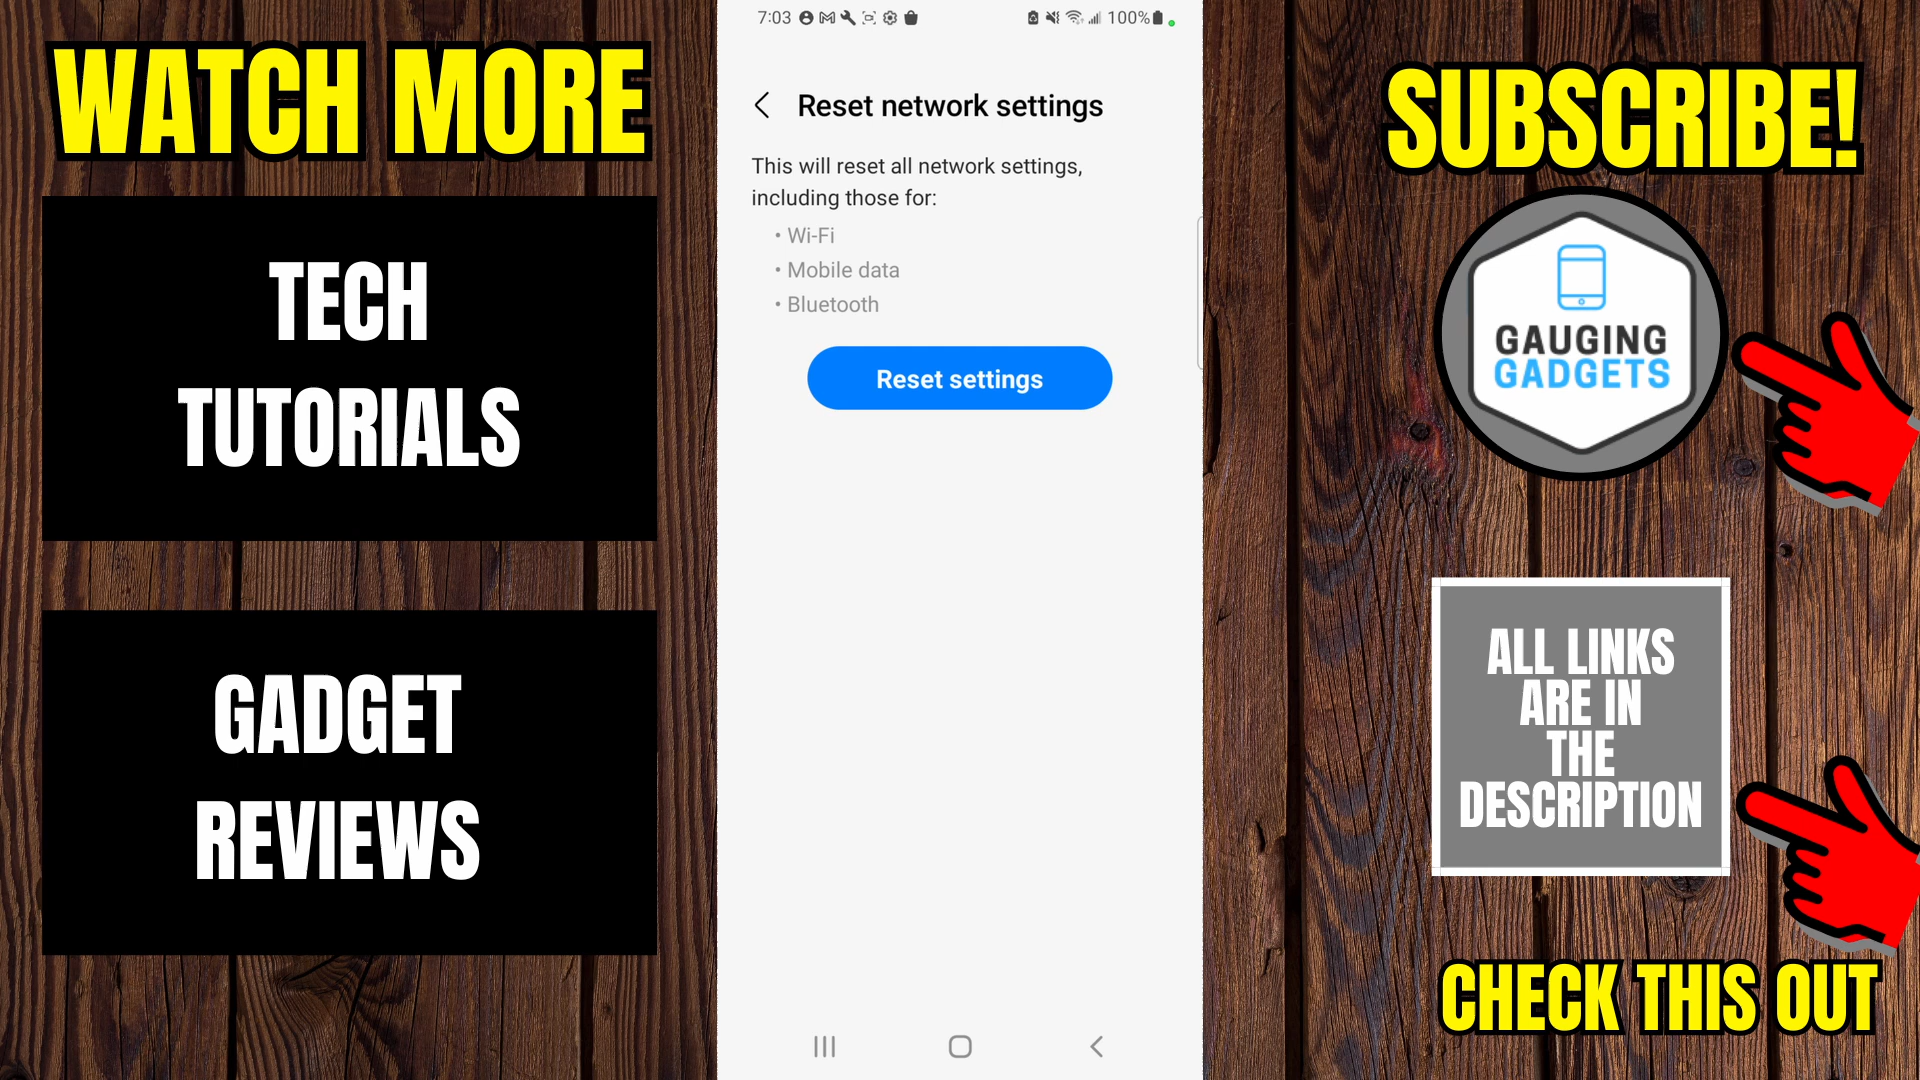 WATCH MORE
TECH
TUTORIALS
GADGET
REVIEWS
7:03
100%
Reset network settings
This will reset all network settings,
including those for:
• Wi-Fi
• Mobile data
• Bluetooth
Reset settings
SUBSCRIBE!
GAUGING
GADGETS
ALL LINKS
ARE IN
THE
DESCRIPTION
CHECK THIS OUT